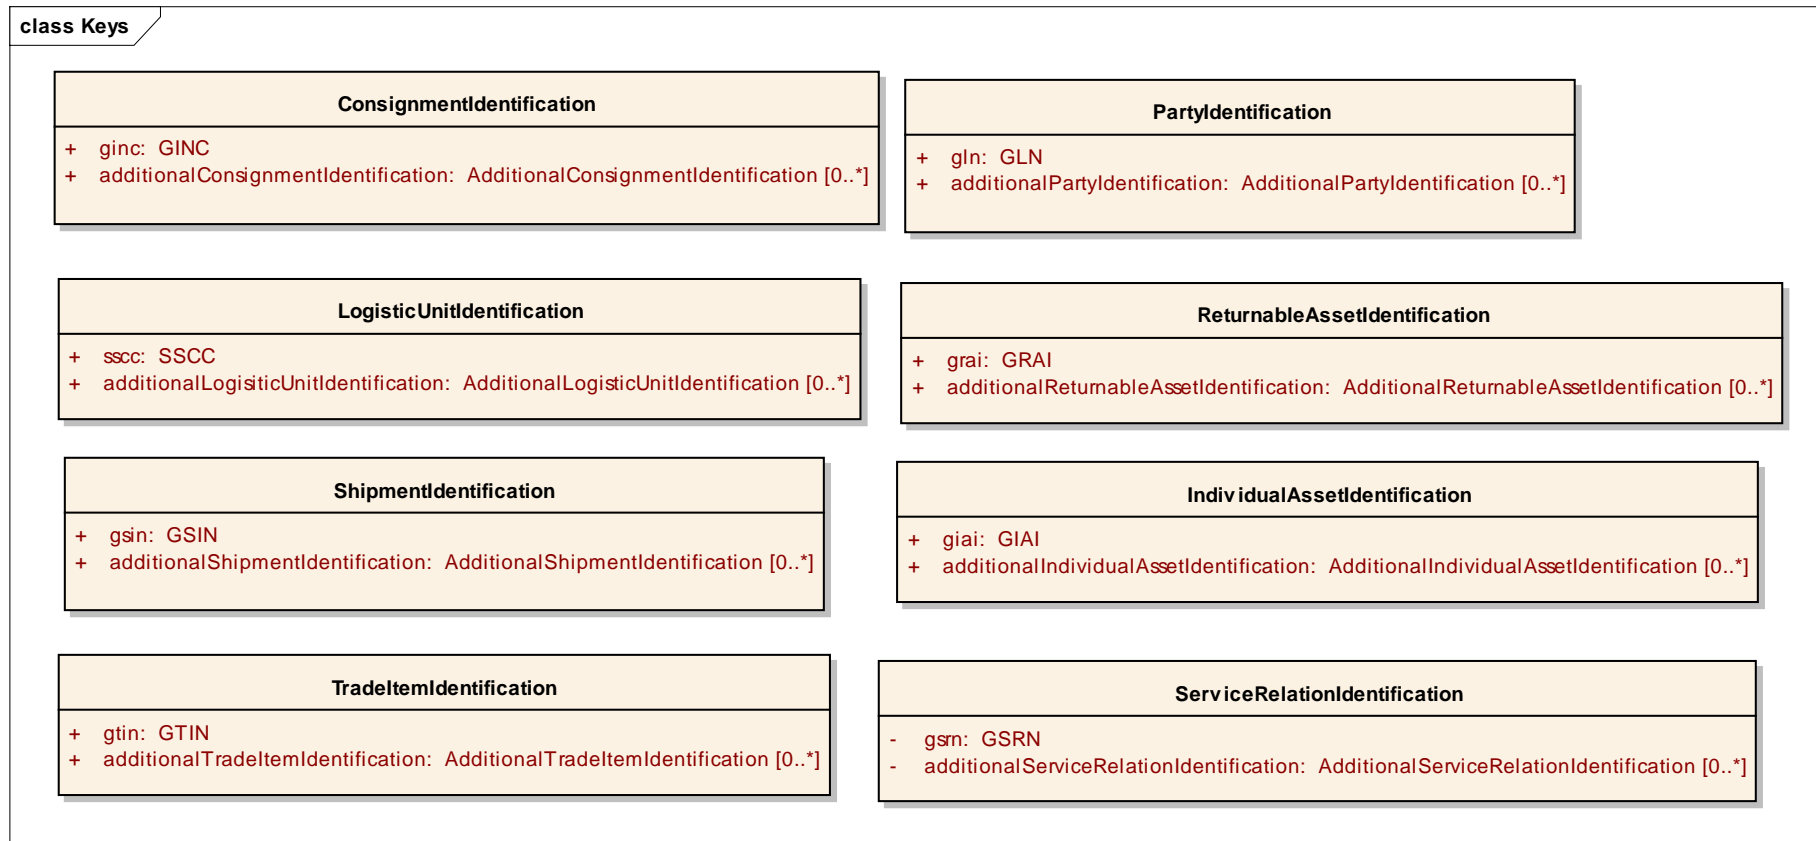 class Keys
ConsignmentIdentification
+ ginc: GINC
+ additionalConsignmentIdentification: AdditionalConsignmentIdentification [0..*]
PartyIdentification
+ gln: GLN
+ additionalPartyIdentification: AdditionalPartyIdentification [0..*]
LogisticUnitIdentification
+ sscc: SSCC
+ additionalLogisiticUnitIdentification: AdditionalLogisticUnitIdentification [0..*]
ReturnableAssetIdentification
+ grai: GRAI
+ additionalReturnableAssetIdentification: AdditionalReturnableAssetIdentification [0..*]
ShipmentIdentification
+ gsin: GSIN
+ additionalShipmentIdentification: AdditionalShipmentIdentification [0..*]
IndividualAssetIdentification
+ giai: GIAI
+ additionalIndividualAssetIdentification: AdditionalIndividualAssetIdentification [0..*]
TradeItemIdentification
+ gtin: GTIN
+ additionalTradeItemIdentification: AdditionalTradeItemIdentification [0..*]
ServiceRelationIdentification
- gsrn: GSRN
- additionalServiceRelationIdentification: AdditionalServiceRelationIdentification [0..*]